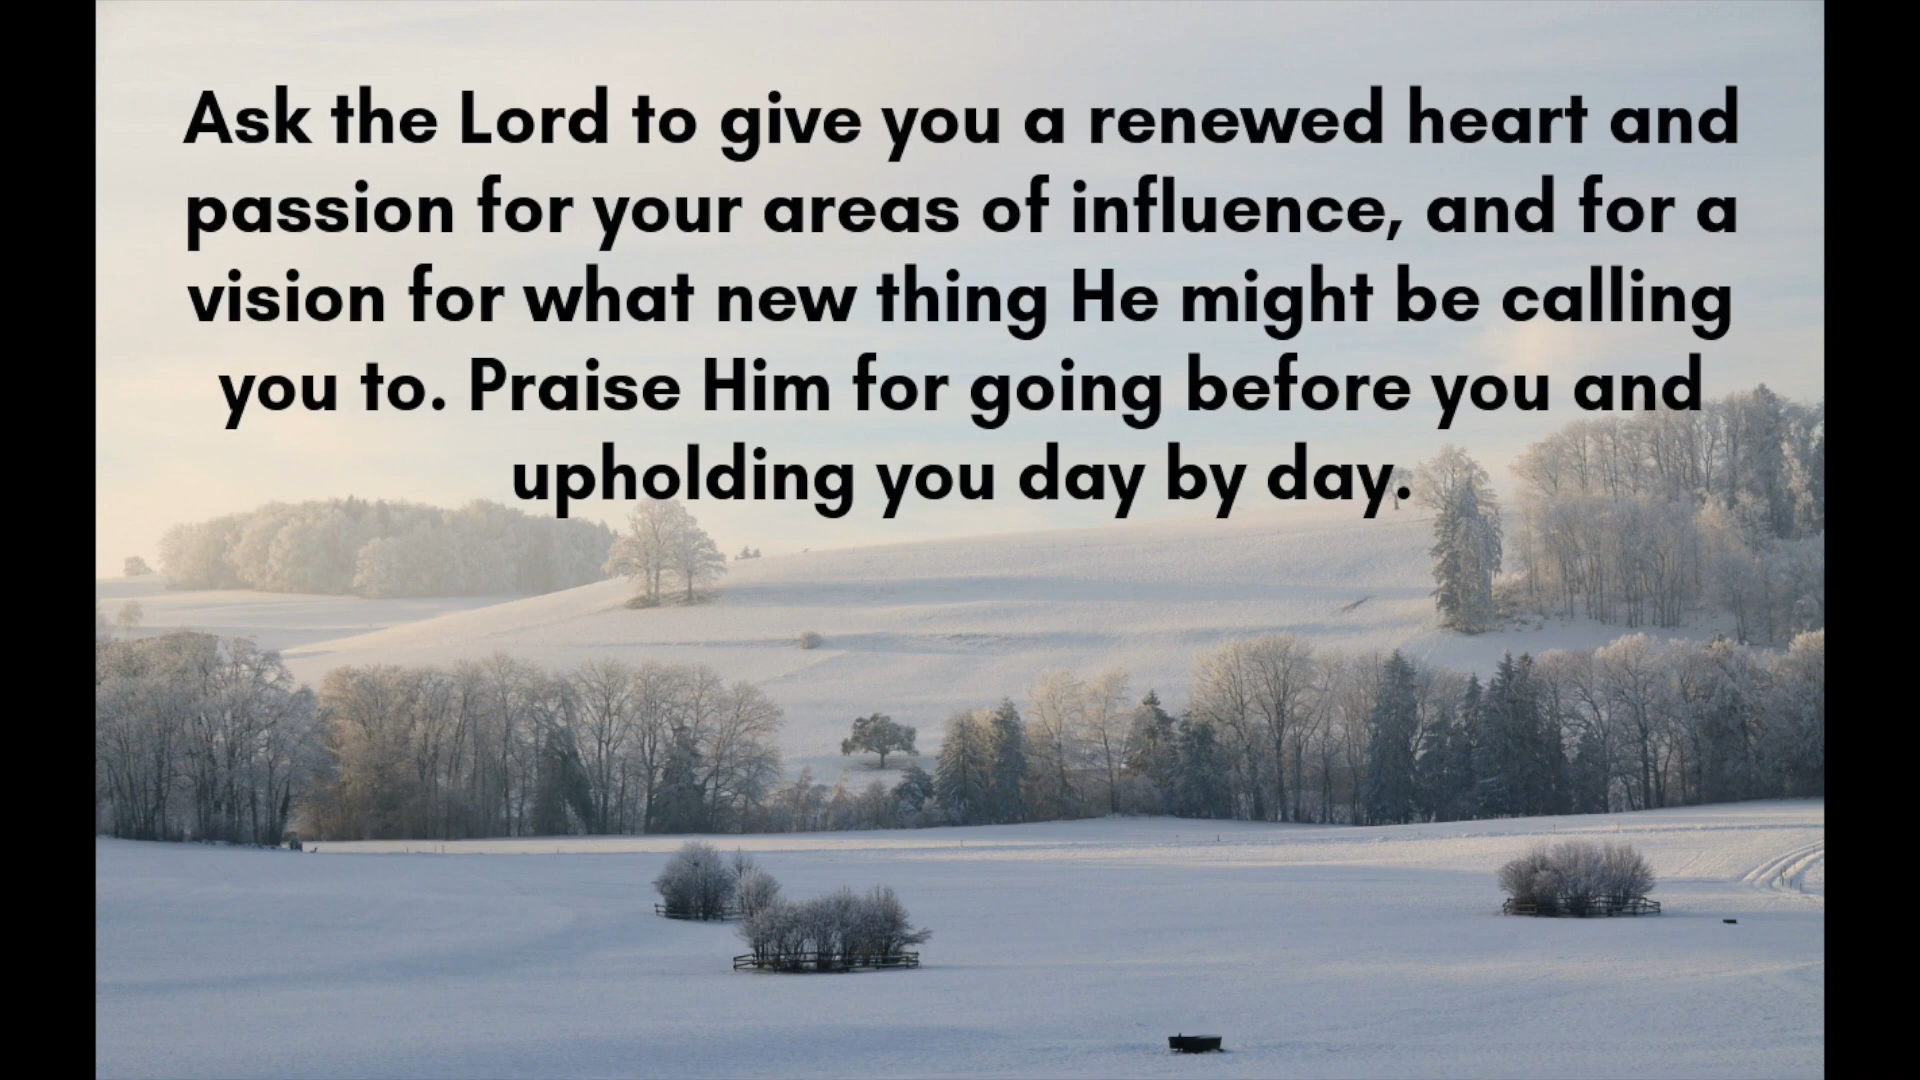 Ask the Lord to give you a renewed heart and
passion for your areas of influence, and for a
vision for what new thing He might be calling
you to. Praise Him for going before you and
upholding you day by day.